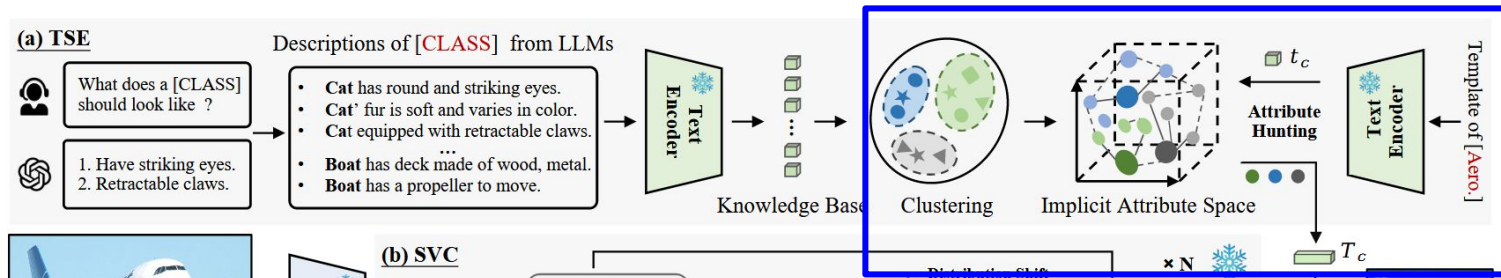 (a) TSE
Descriptions of [CLASS] from LLMs
What does a [CLASS]
should look like ?
1. Have striking eyes.
2. Retractable claws.
• Cat has round and striking eyes.
• Cat' fur is soft and varies in color.
• Cat equipped with retractable claws.
...
• Boat has deck made of wood, metal.
• Boat has a propeller to move.
Text
Encoder
Knowledge Base
Clustering
Implicit Attribute Space
t_c
Attribute
Hunting
Text
Encoder
Template of [Aero.]
T_c
(b) SVC
× N